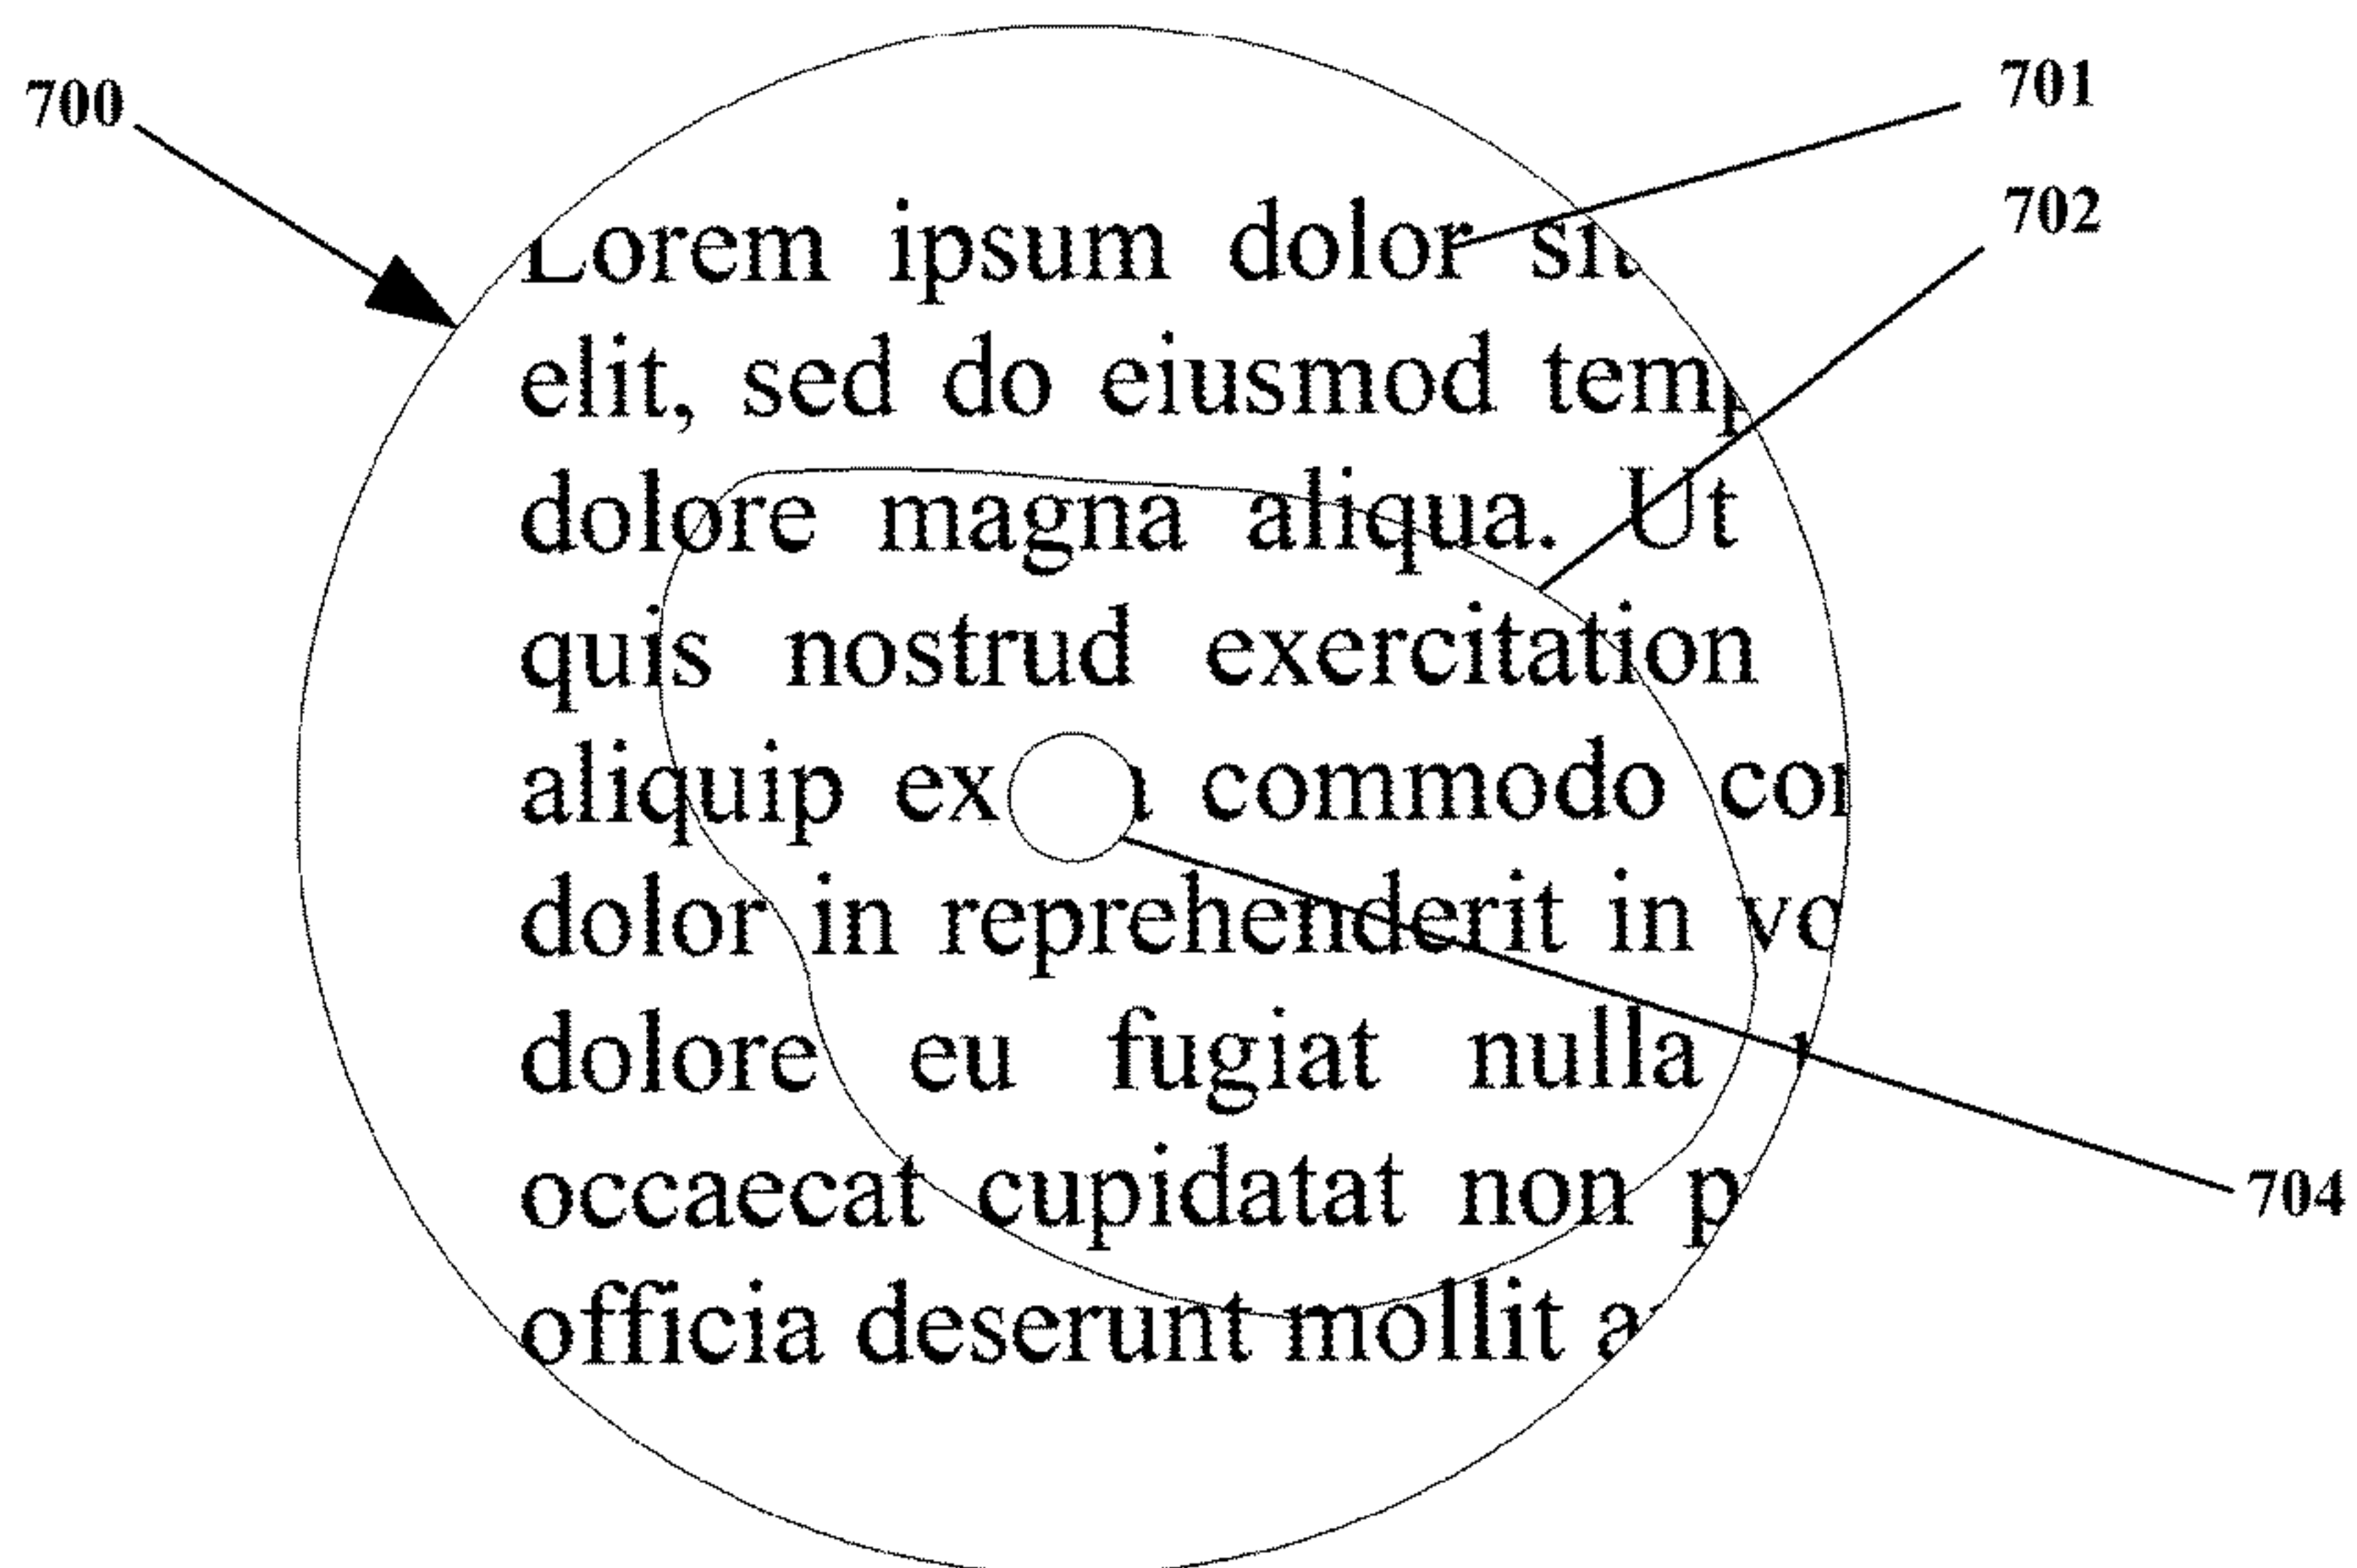 700
701
702
Lorem ipsum dolor
elit, sed do eiusmod
dolore magna aliqua. Ut
quis nostrud exercitation
aliquip ex commodo
dolor in reprehenderit in
dolore eu fugiat nulla
occaecat cupidatat non
officia deserunt mollit
704